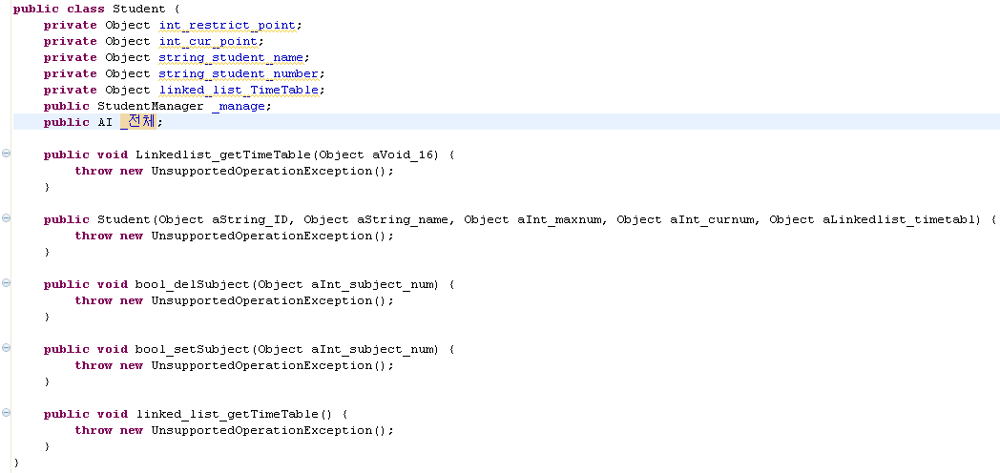 public class Student {
    private Object int_restrict_point;
    private Object int_cur_point;
    private Object string_student_name;
    private Object string_student_number;
    private Object linked_list_TimeTable;
    public StudentManager _manage;
    public AI _전체;
    public void Linkedlist_getTimeTable(Object aVoid_16) {
        throw new UnsupportedOperationException();
    }
    public Student(Object aString_ID, Object aString_name, Object aInt_maxnum, Object aInt_curnum, Object aLinkedlist_timetabl) {
        throw new UnsupportedOperationException();
    }
    public void bool_delSubject(Object aInt_subject_num) {
        throw new UnsupportedOperationException();
    }
    public void bool_setSubject(Object aInt_subject_num) {
        throw new UnsupportedOperationException();
    }
    public void linked_list_getTimeTable() {
        throw new UnsupportedOperationException();
    }
}